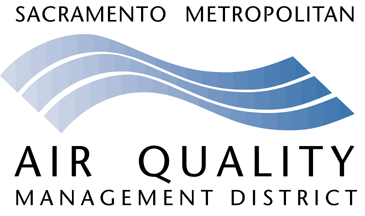 SACRAMENTO METROPOLITAN
AIR QUALITY
MANAGEMENT DISTRICT